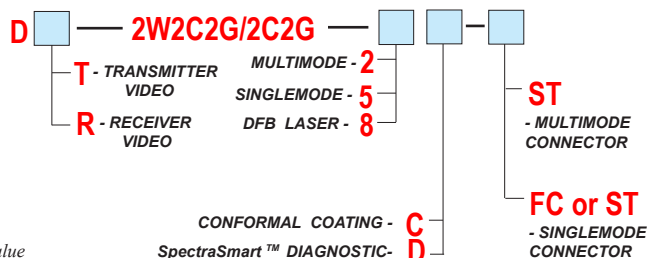 D — 2W2C2G/2C2G — -
T - TRANSMITTER
VIDEO
R - RECEIVER
VIDEO
MULTIMODE - 2
SINGLEMODE - 5
DFB LASER - 8
ST
- MULTIMODE
CONNECTOR
FC or ST
- SINGLEMODE
CONNECTOR
CONFORMAL COATING - C
SpectraSmart ™ DIAGNOSTIC- D
alue